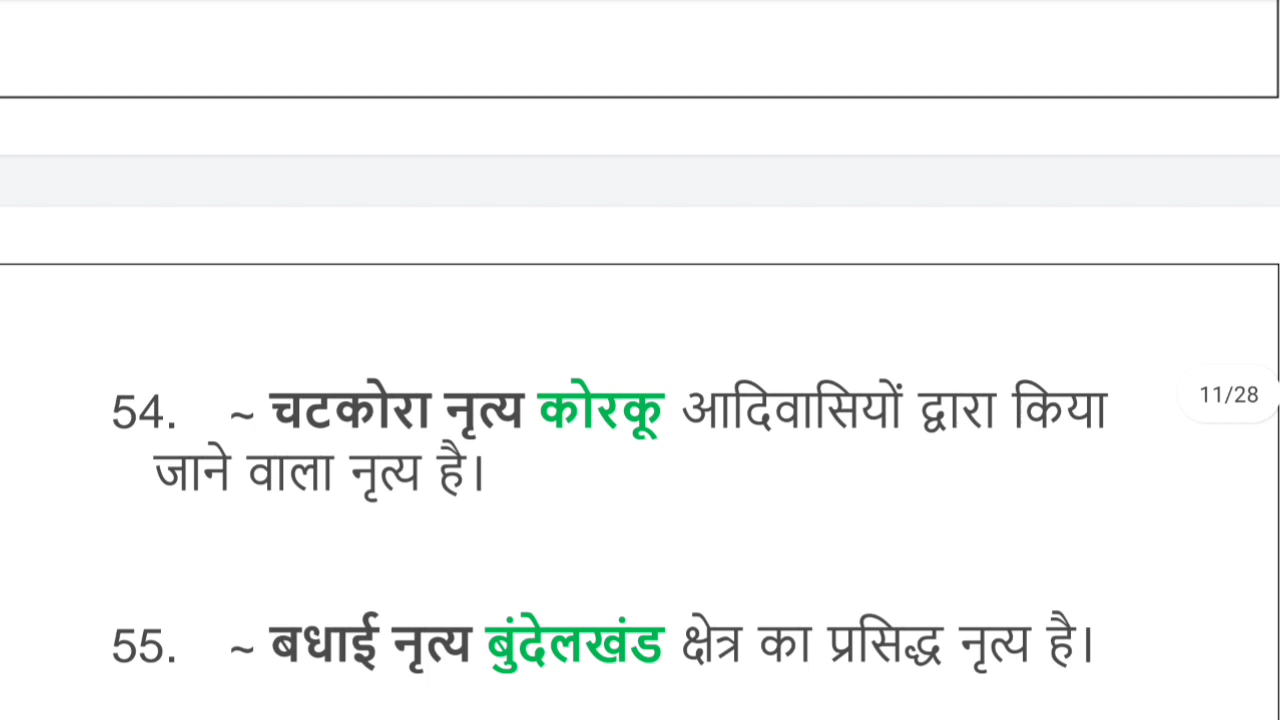 54. ~ चटकोरा नृत्य कोरकू आदिवासियों द्वारा किया
11/28
जाने वाला नृत्य है।
55. ~ बधाई नृत्य बुंदेलखंड क्षेत्र का प्रसिद्ध नृत्य है।